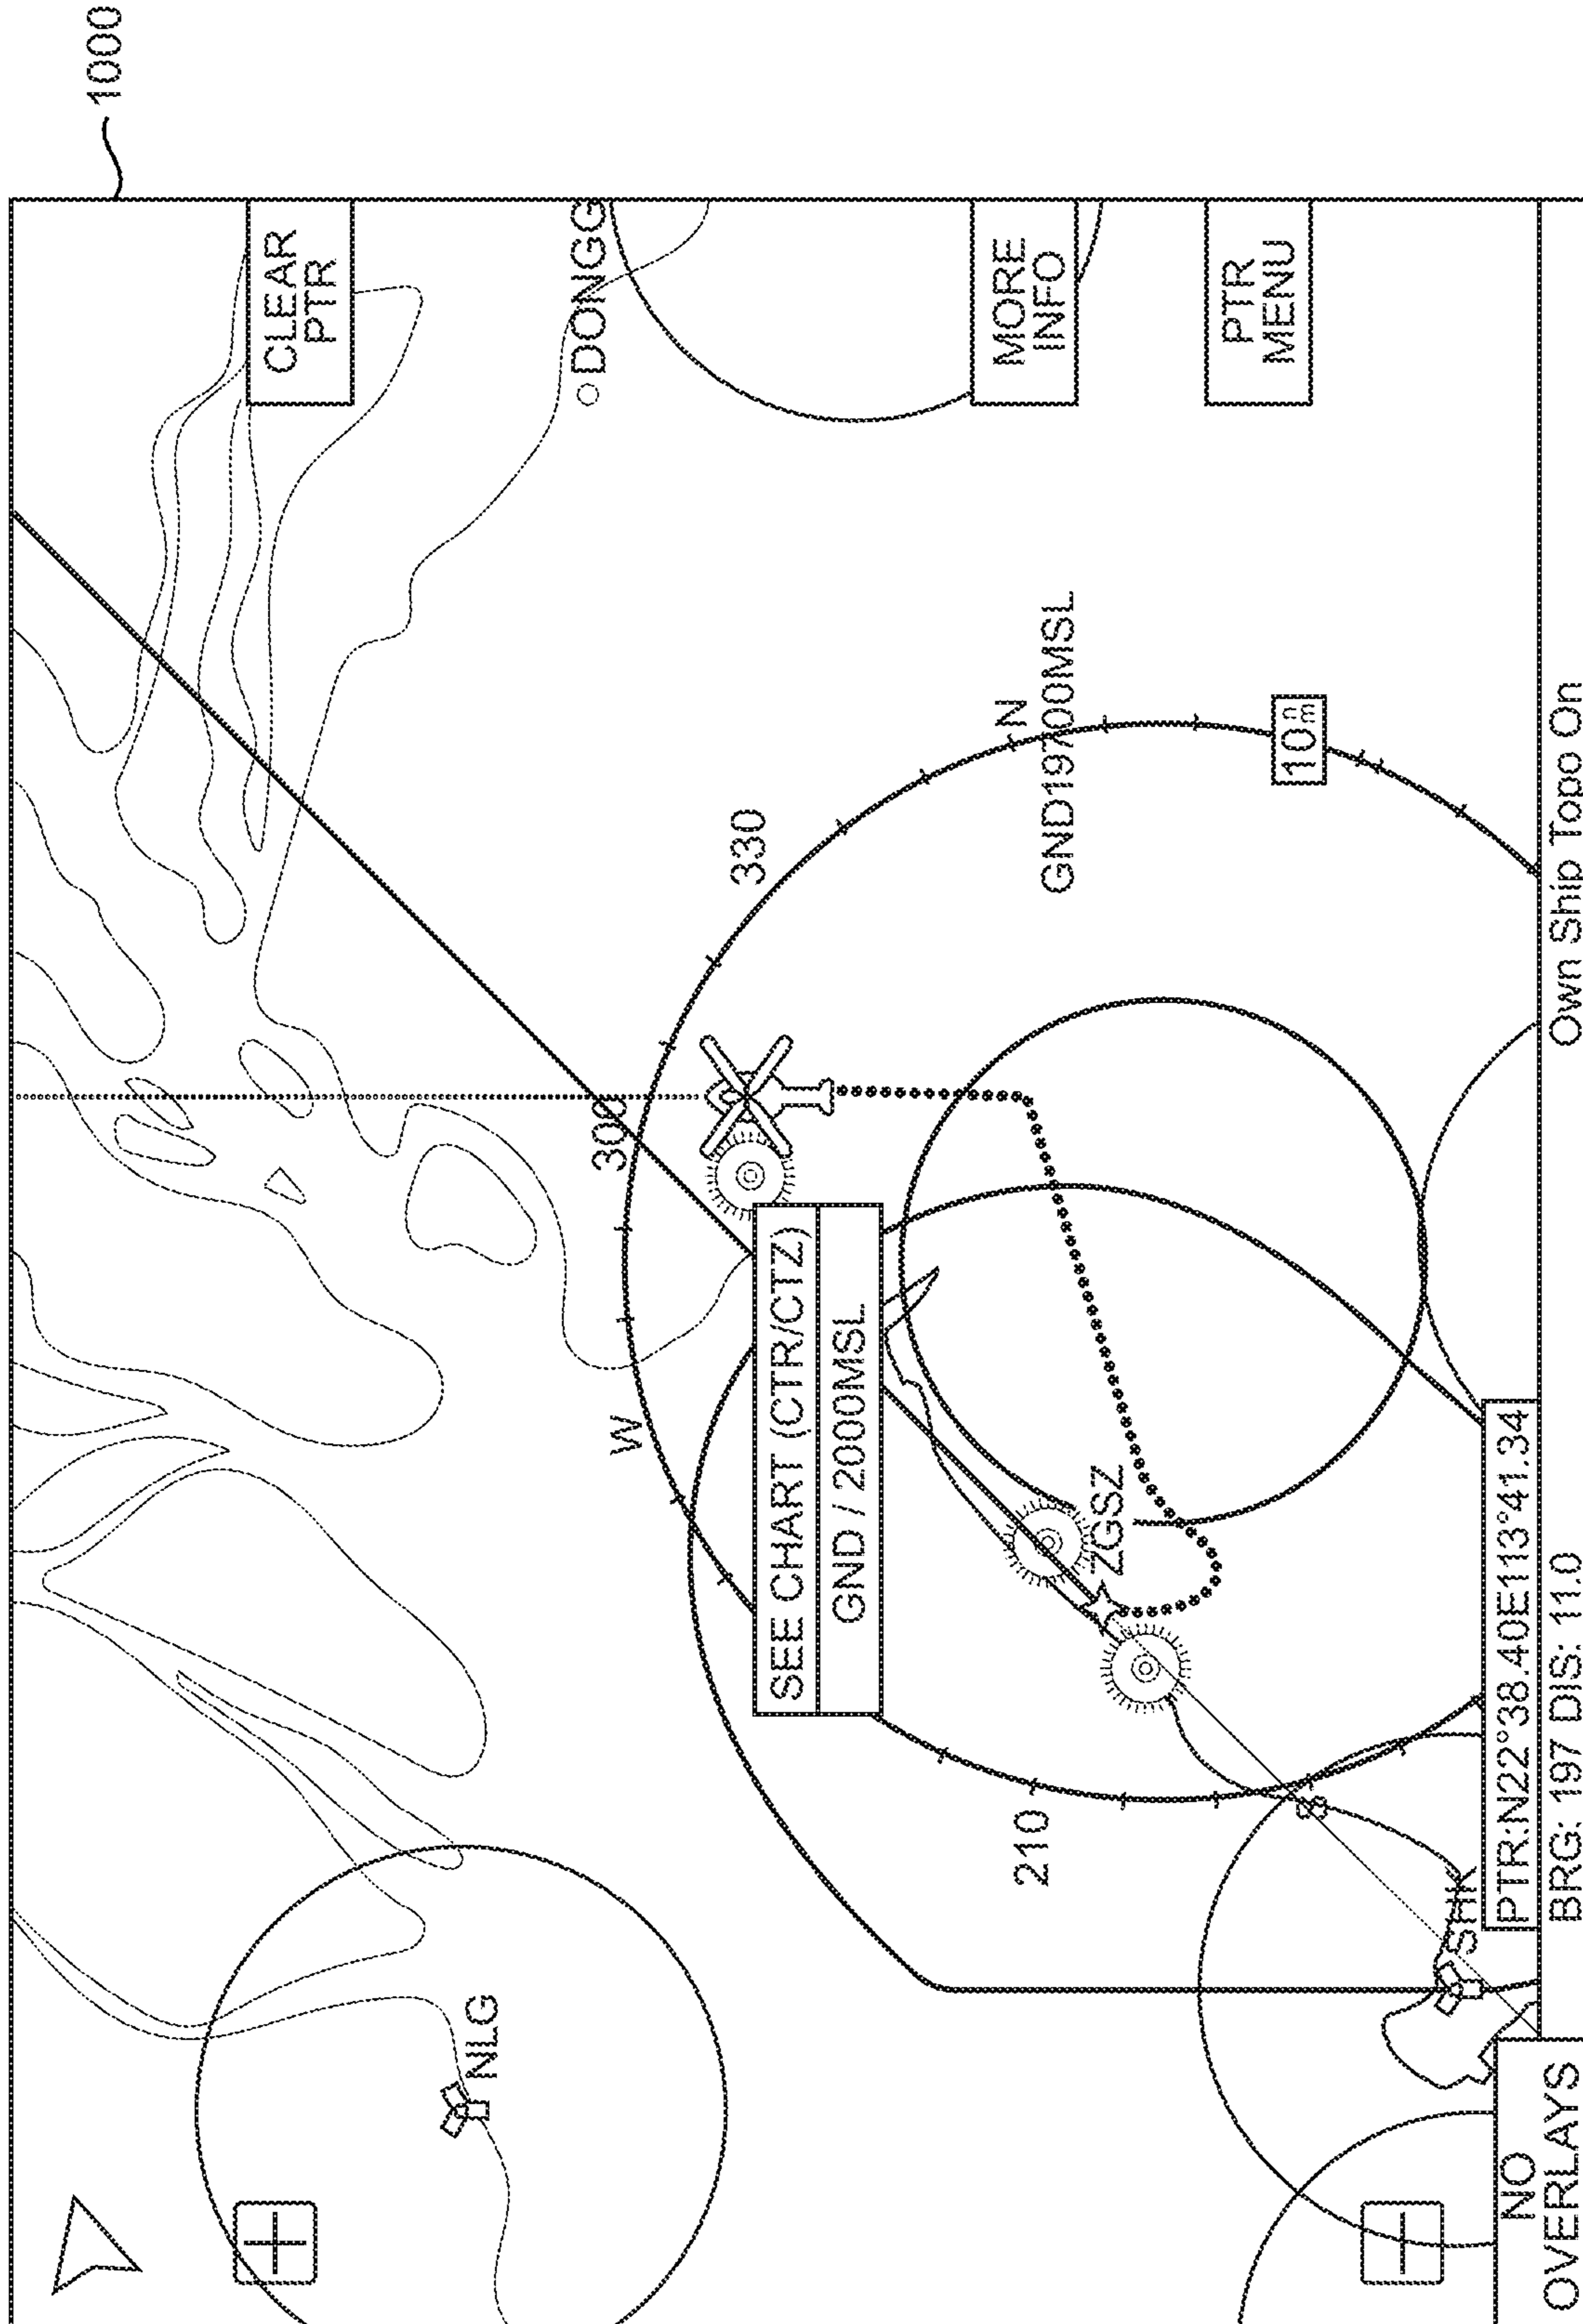 1000
CLEAR
PTR
DONGG
330
300
W
N
GND19700MSL
SEE CHART (CTR/CTZ)
GND / 2000MSL
MORE
INFO
10nm
ZGSZ
PTR
MENU
NLG
210
SHK
PTR:N22°38.40E113°41.34
NO
OVERLAYS
BRG: 197 DIS: 11.0
Own Ship Topo On